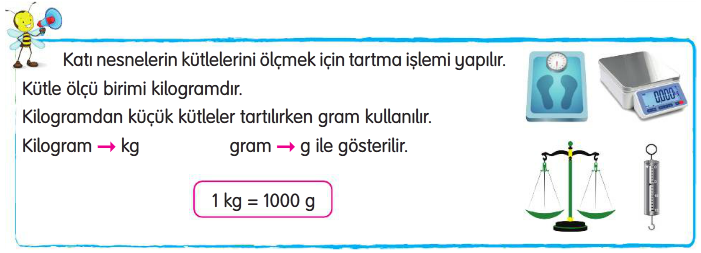 Katı nesnelerin kütlelerini ölçmek için tartma işlemi yapılır.
Kütle ölçü birimi kilogramdır.
Kilogramdan küçük kütleler tartılırken gram kullanılır.
Kilogram → kg gram → g ile gösterilir.
1 kg = 1000 g